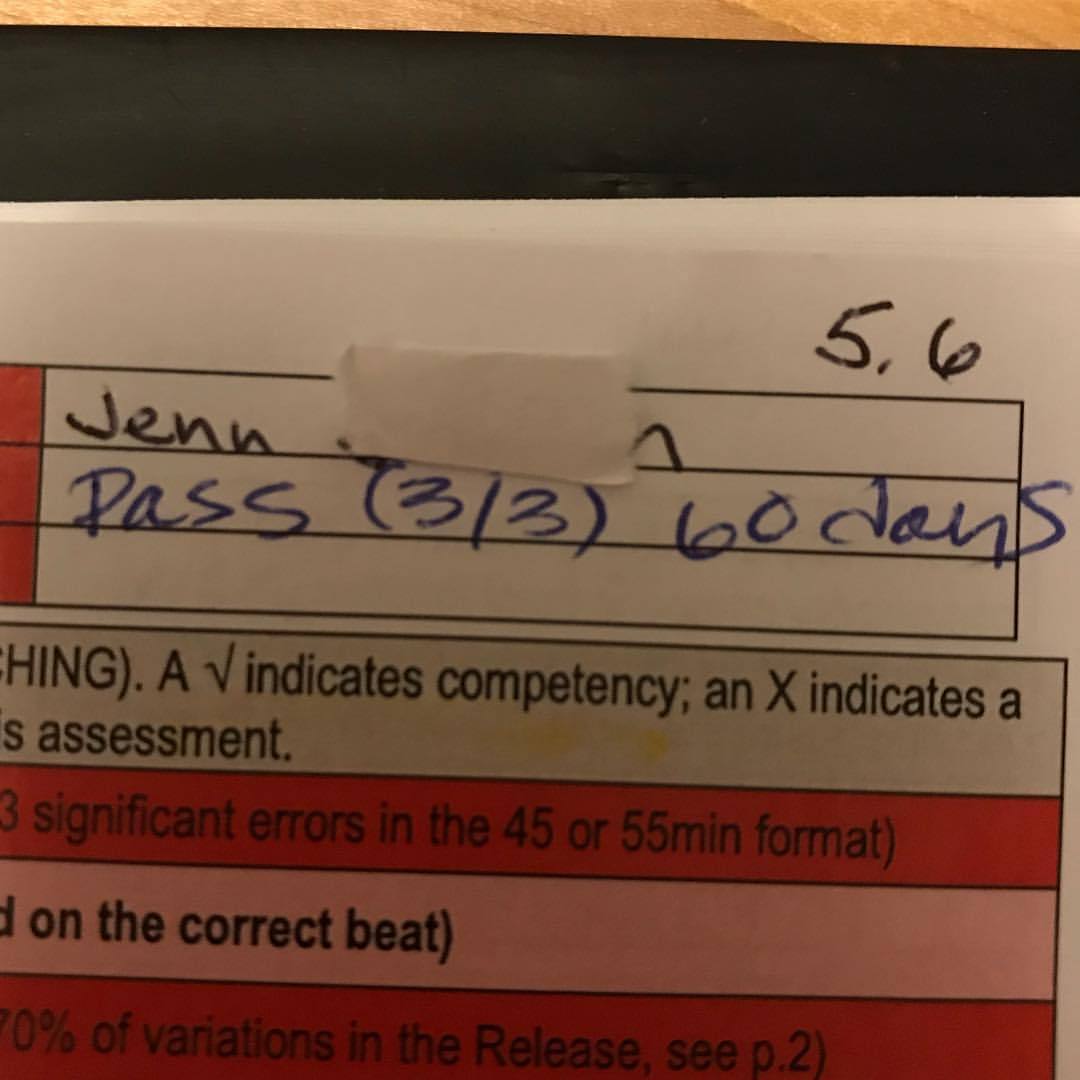 5.6
Jenn
Pass (3/3) 60 days
HING). A √ indicates competency; an X indicates a
is assessment.
3 significant errors in the 45 or 55min format)
d on the correct beat)
70% of variations in the Release, see p.2)